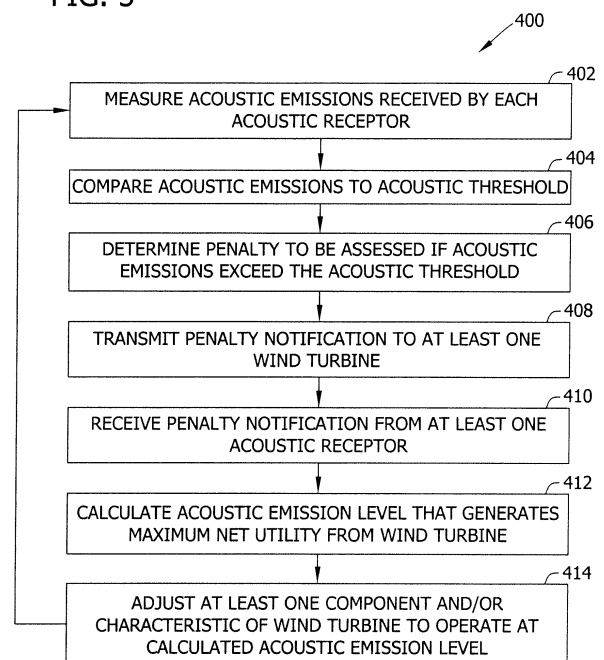 400
402
MEASURE ACOUSTIC EMISSIONS RECEIVED BY EACH
ACOUSTIC RECEPTOR
404
COMPARE ACOUSTIC EMISSIONS TO ACOUSTIC THRESHOLD
406
DETERMINE PENALTY TO BE ASSESSED IF ACOUSTIC
EMISSIONS EXCEED THE ACOUSTIC THRESHOLD
408
TRANSMIT PENALTY NOTIFICATION TO AT LEAST ONE
WIND TURBINE
410
RECEIVE PENALTY NOTIFICATION FROM AT LEAST ONE
ACOUSTIC RECEPTOR
412
CALCULATE ACOUSTIC EMISSION LEVEL THAT GENERATES
MAXIMUM NET UTILITY FROM WIND TURBINE
414
ADJUST AT LEAST ONE COMPONENT AND/OR
CHARACTERISTIC OF WIND TURBINE TO OPERATE AT
CALCULATED ACOUSTIC EMISSION LEVEL